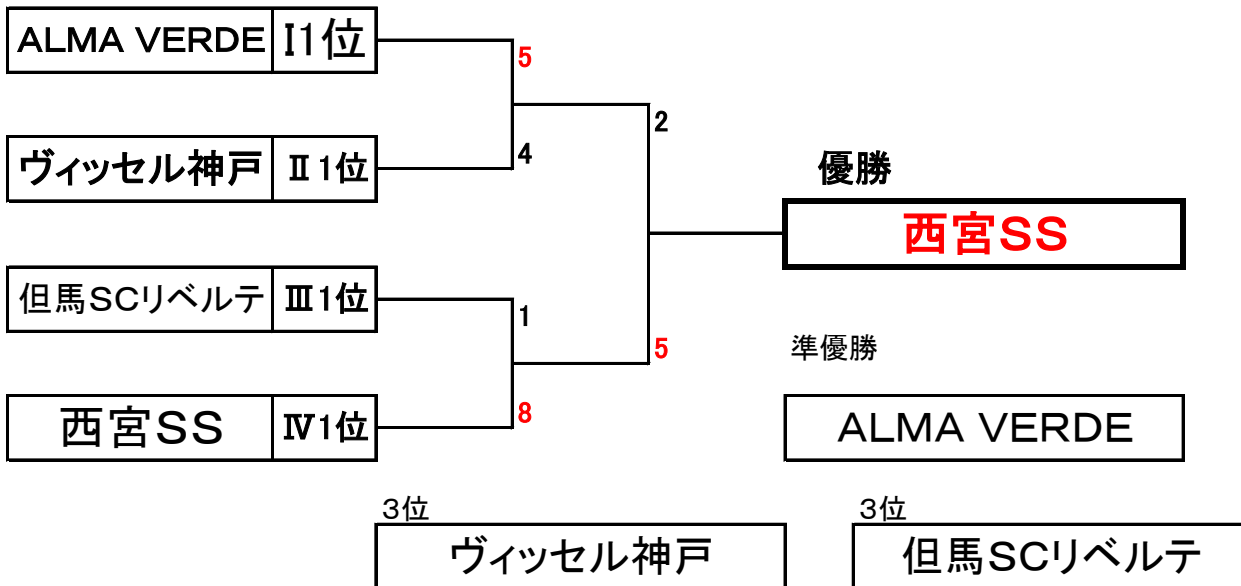 ALMA VERDE I1位
5
2
ヴィッセル神戸 Ⅱ1位
4
優勝
西宮SS
但馬SCリベルテ Ⅲ1位
1
5
準優勝
西宮SS Ⅳ1位
8
ALMA VERDE
3位
3位
ヴィッセル神戸
但馬SCリベルテ